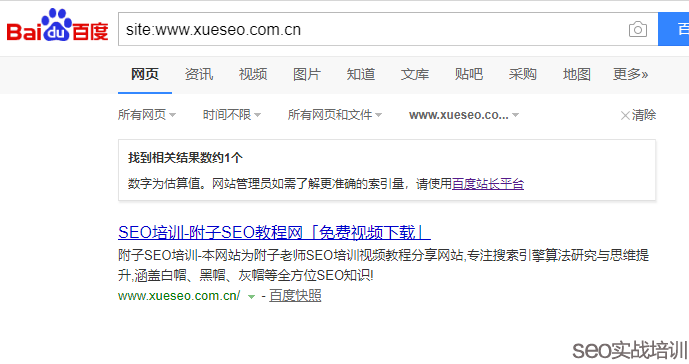 Baidu百度 site:www.xueseo.com.cn 百
网页 资讯 视频 图片 知道 文库 贴吧 采购 地图 更多»
所有网页 时间不限 所有网页和文件 www.xueseo.co... 清除
找到相关结果数约1个
数字为估算值。网站管理员如需了解更准确的索引量，请使用百度站长平台
SEO培训-附子SEO教程网「免费视频下载」
附子SEO培训-本网站为附子老师SEO培训视频教程分享网站,专注搜索引擎算法研究与思维提
升,涵盖白帽、黑帽、灰帽等全方位SEO知识!
www.xueseo.com.cn/ - 百度快照
seo实战培训